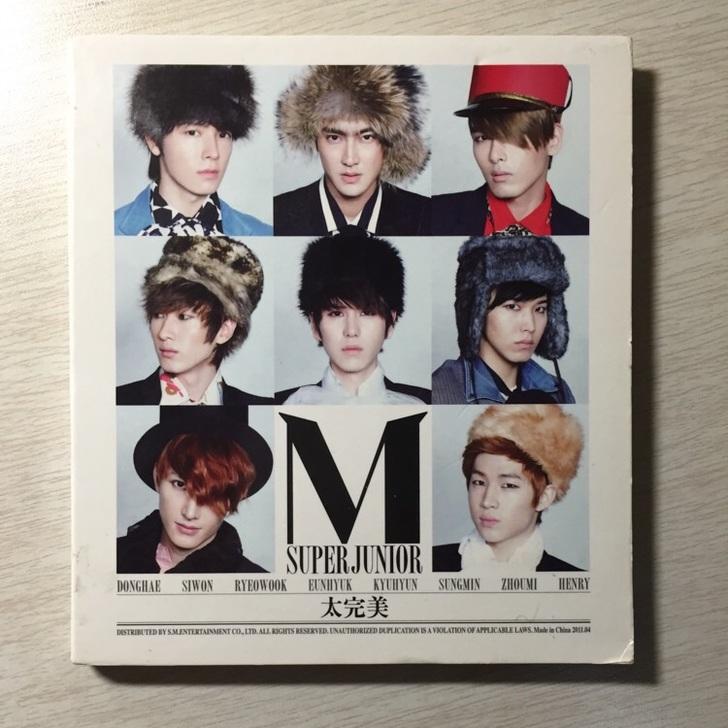 M
SUPER JUNIOR
DONGHAE SIWON RYEOWOOK EUNHYUK KYUHYUN SUNGMIN ZHOUMI HENRY
太完美
DISTRIBUTED BY S.M.ENTERTAINMENT CO., LTD. ALL RIGHTS RESERVED. UNAUTHORIZED DUPLICATION IS A VIOLATION OF APPLICABLE LAWS. Made in China 2011.04